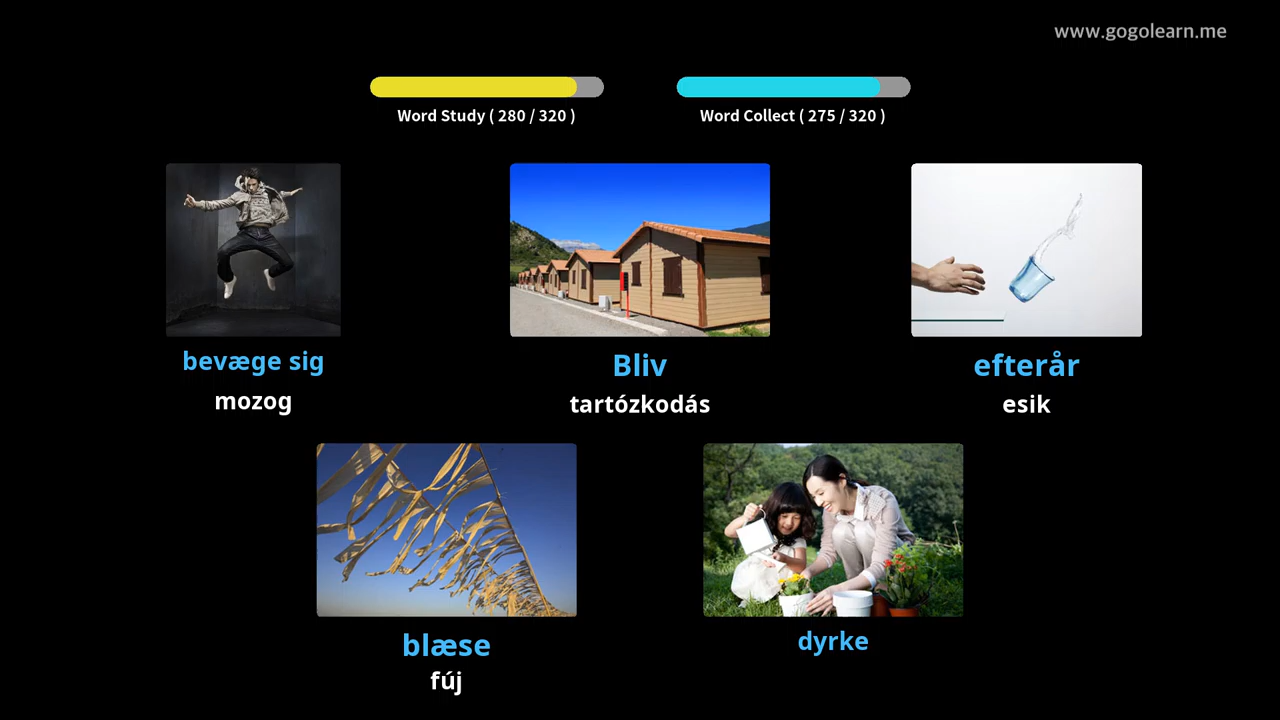 www.gogolearn.me
Word Study ( 280 / 320 )
Word Collect ( 275 / 320 )
bevæge sig
mozog
Bliv
tartózkodás
efterår
esik
blæse
fúj
dyrke